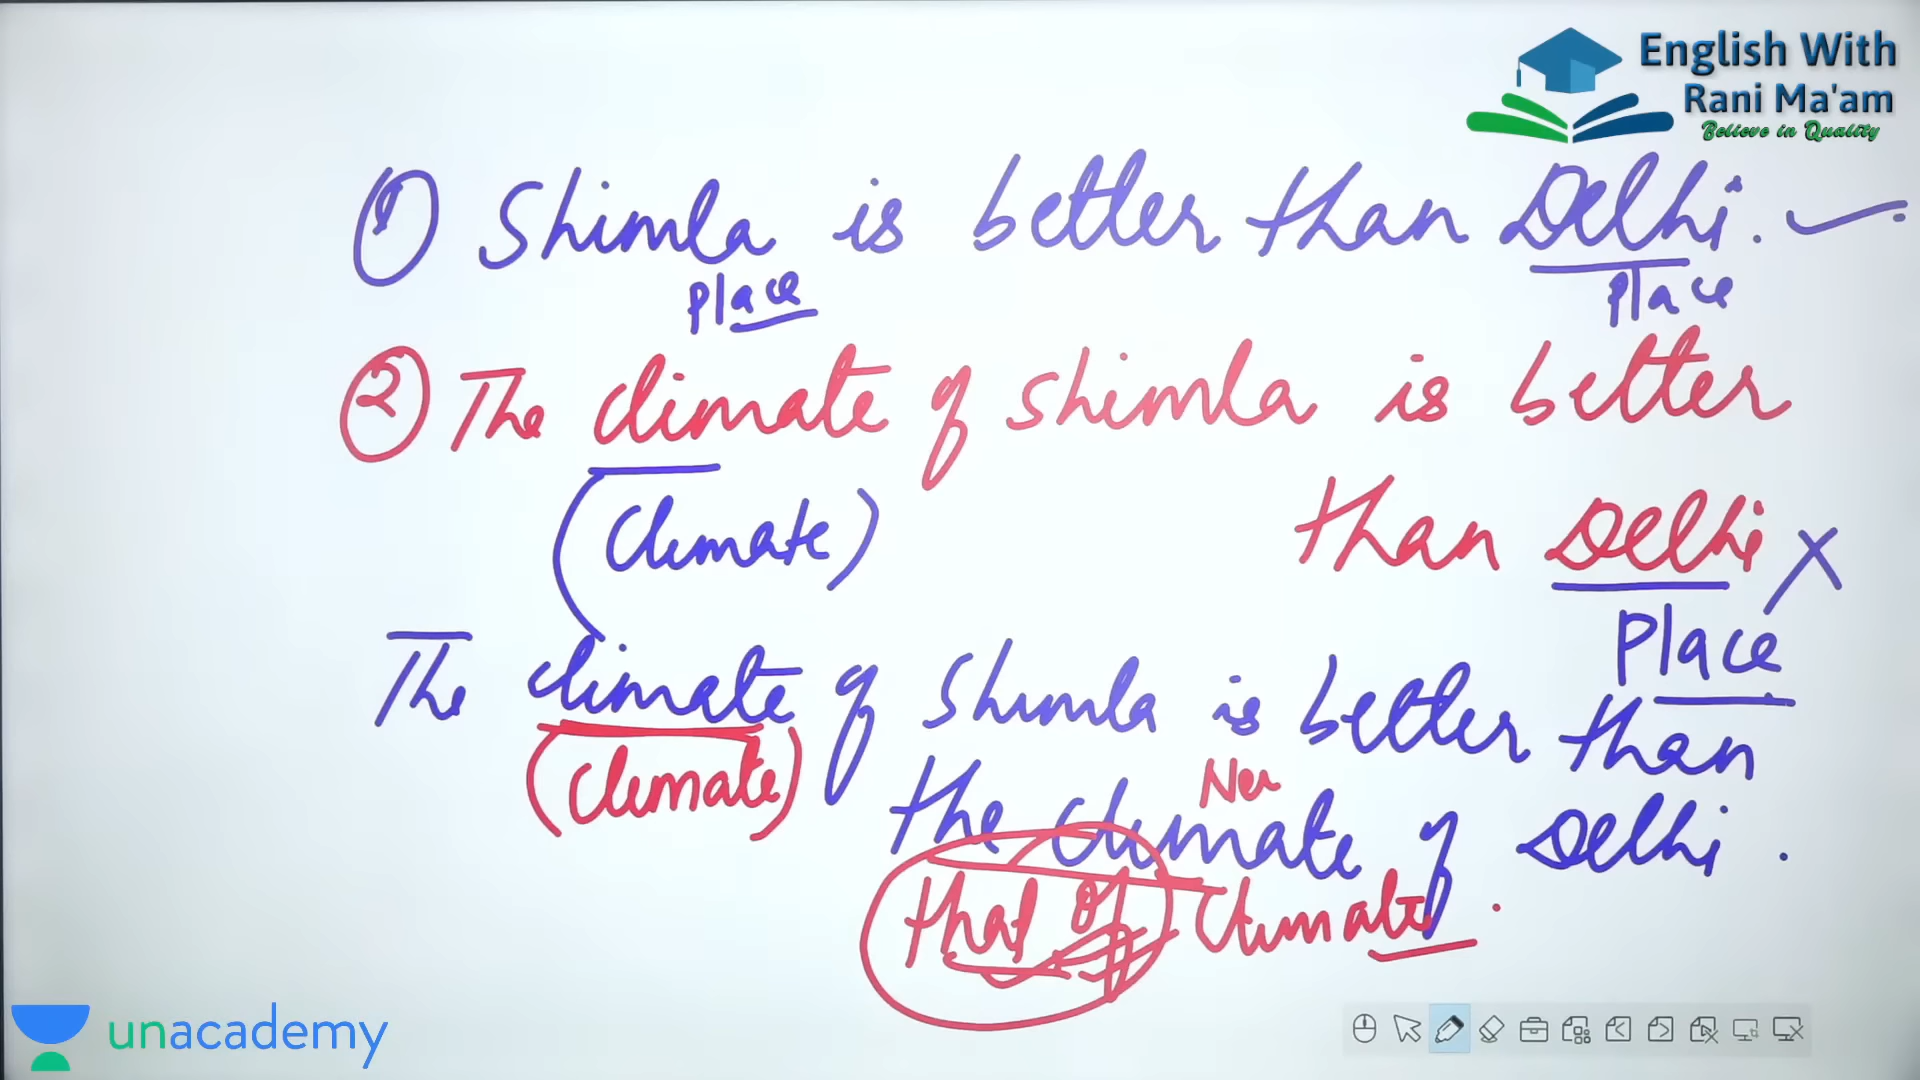 English With
Rani Ma'am
Believe in Quality
① Shimla is better than Delhi.
Place Place
② The climate of Shimla is better
(Climate) than Delhi X
Place
The climate of Shimla is better than
(Climate)
the climate of Delhi.
that of Climate.
unacademy